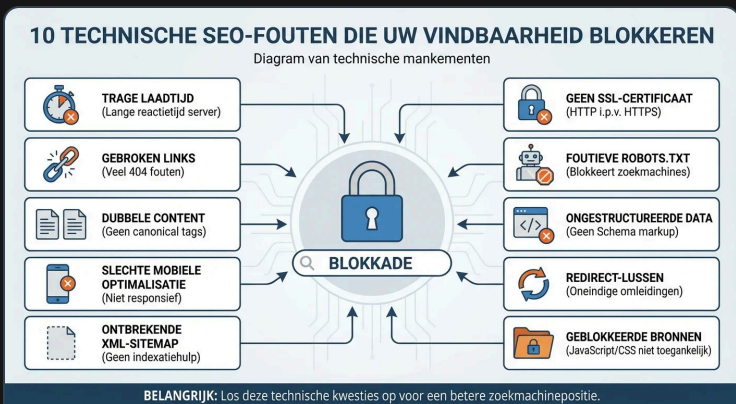 10 TECHNISCHE SEO-FOUTEN DIE UW VINDBAARHEID BLOKKEREN
Diagram van technische mankementen
TRAGE LAADTIJD
(Lange reactietijd server)
GEBROKEN LINKS
(Veel 404 fouten)
DUBBELE CONTENT
(Geen canonical tags)
SLECHTE MOBIELE
OPTIMALISATIE
(Niet responsief)
ONTBREKENDE
XML-SITEMAP
(Geen indexatiehulp)
BLOKKADE
GEEN SSL-CERTIFICAAT
(HTTP i.p.v. HTTPS)
FOUTIEVE ROBOTS.TXT
(Blokkeert zoekmachines)
ONGESTRUCTUREERDE DATA
(Geen Schema markup)
REDIRECT-LUSSEN
(Oneindige omleidingen)
GEBLOKKEERDE BRONNEN
(JavaScript/CSS niet toegankelijk)
BELANGRIJK: Los deze technische kwesties op voor een betere zoekmachinepositie.